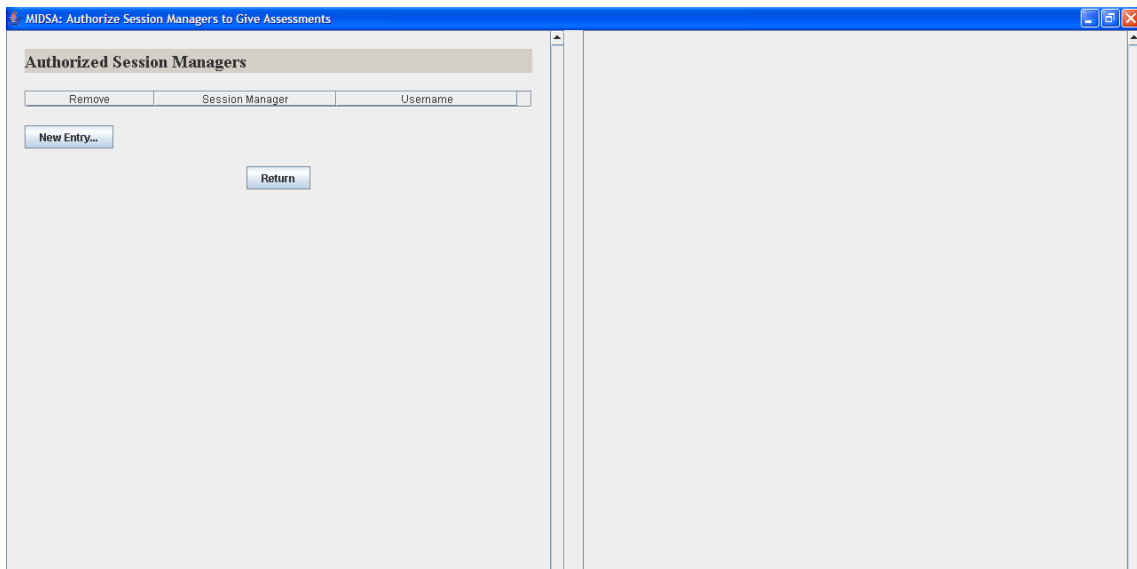 MIDSA: Authorize Session Managers to Give Assessments
Authorized Session Managers
Remove Session Manager Username
New Entry...
Return